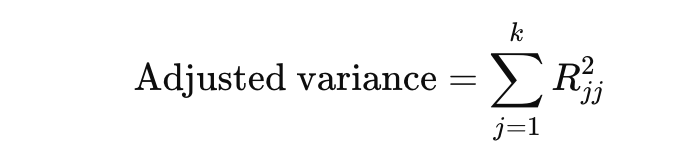 Adjusted variance = \sum_{j=1}^{k} R_{jj}^{2}